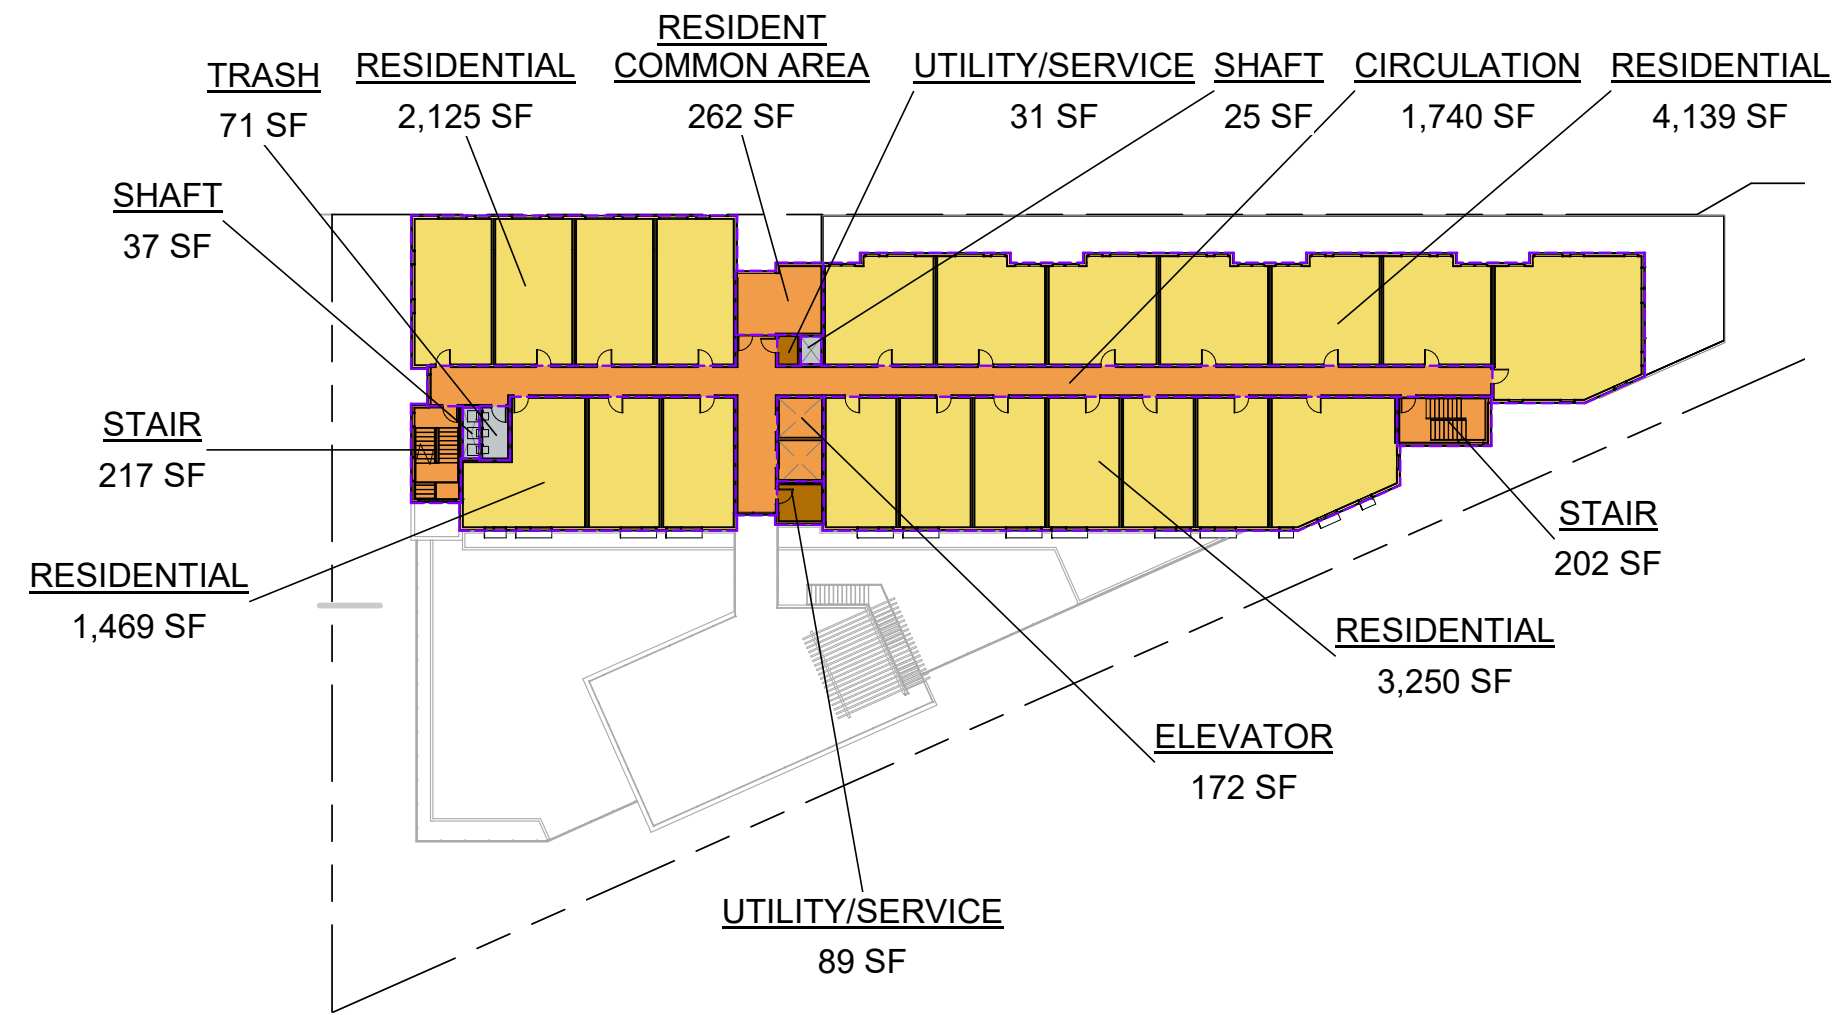 TRASH
71 SF
RESIDENTIAL
2,125 SF
RESIDENT
COMMON AREA
262 SF
UTILITY/SERVICE
31 SF
SHAFT
25 SF
CIRCULATION
1,740 SF
RESIDENTIAL
4,139 SF
SHAFT
37 SF
STAIR
217 SF
STAIR
202 SF
RESIDENTIAL
1,469 SF
RESIDENTIAL
3,250 SF
ELEVATOR
172 SF
UTILITY/SERVICE
89 SF